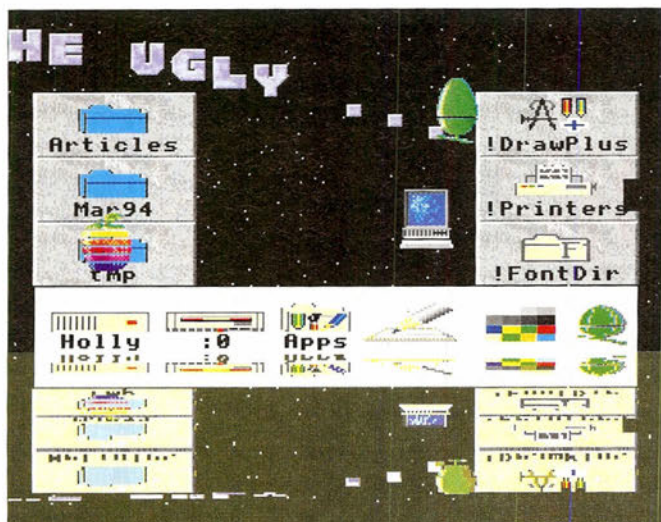 HE UGLY
Articles
!DrawPlus
Mar94
!Printers
tMp
!FontDir
Holly :0 Apps